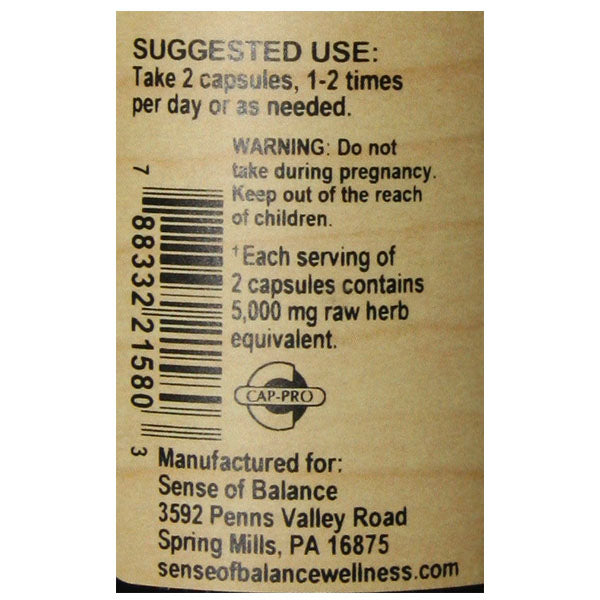 SUGGESTED USE:
Take 2 capsules, 1-2 times
per day or as needed.
WARNING: Do not
take during pregnancy.
Keep out of the reach
of children.
†Each serving of
2 capsules contains
5,000 mg raw herb
equivalent.
CAP-PRO
7 88332 21580 3
Manufactured for:
Sense of Balance
3592 Penns Valley Road
Spring Mills, PA 16875
senseofbalancewellness.com